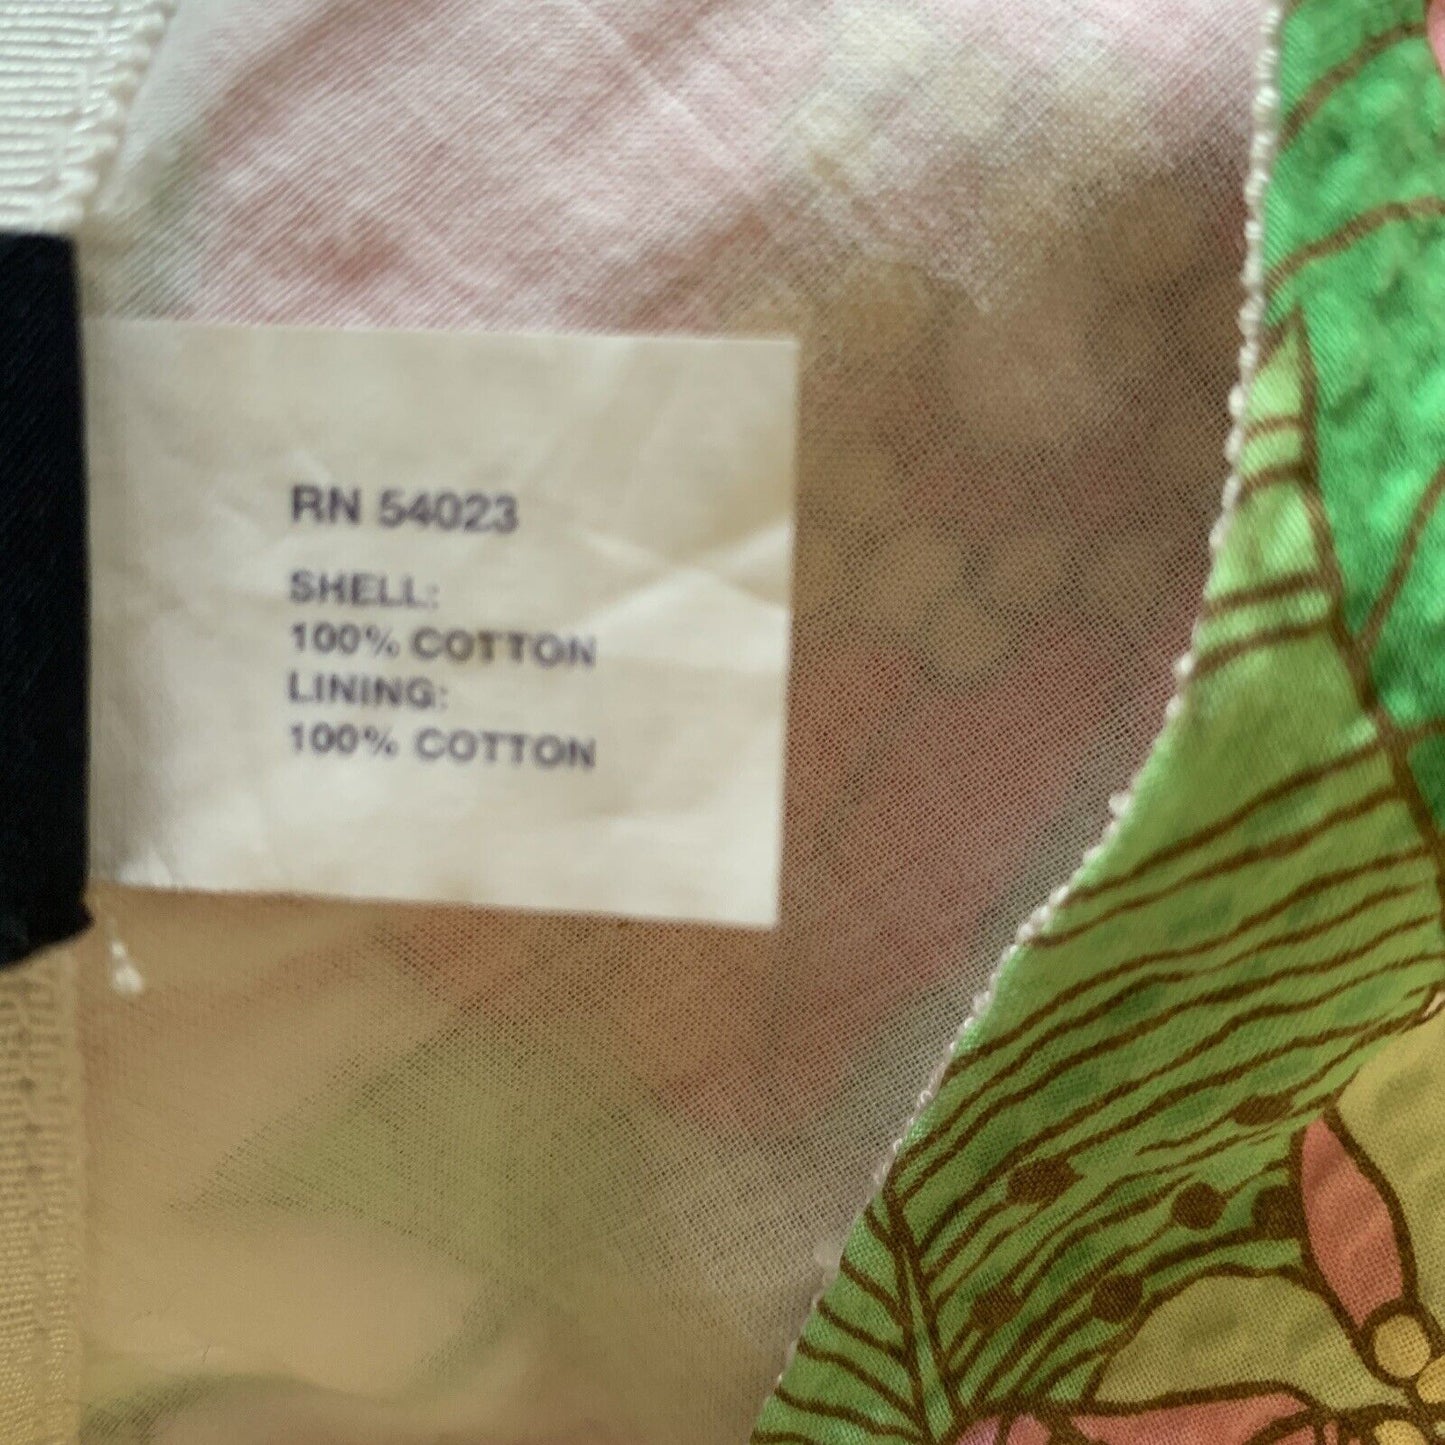 RN 54023
SHELL:
100% COTTON
LINING:
100% COTTON